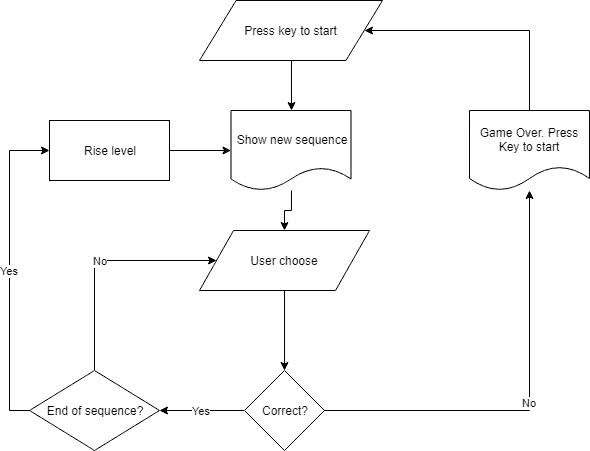 Press key to start
Rise level
Show new sequence
Game Over. Press
Key to start
Yes
No
User choose
End of sequence?
Yes
Correct?
No